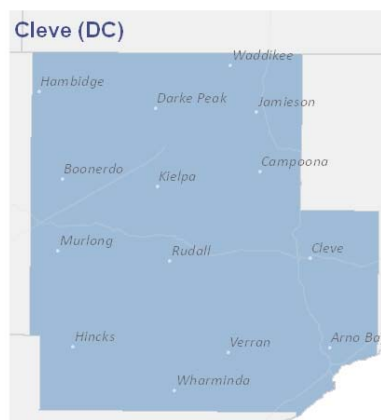 Cleve (DC)
Waddikee
Hambidge
Darke Peak
Jamieson
Boonerdo
Kielpa
Campoona
Murlong
Rudall
Cleve
Hincks
Verran
Arno Ba
Wharminda